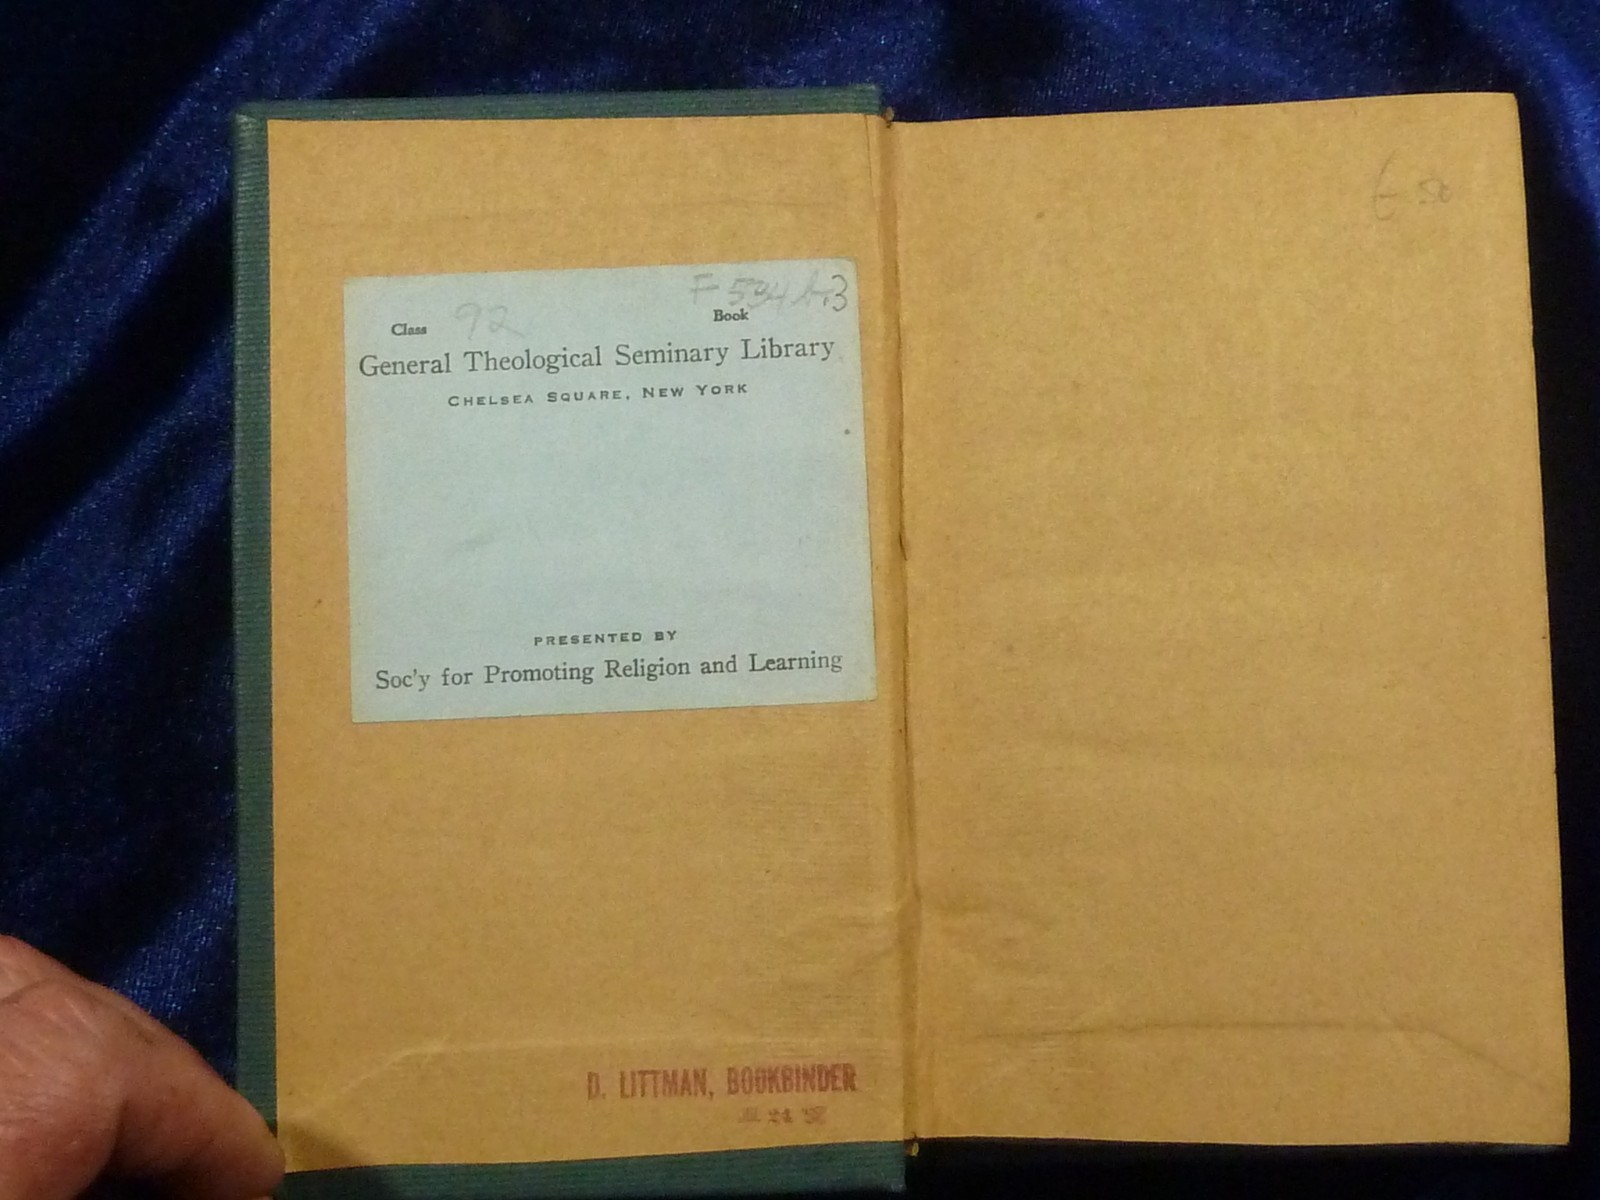 F 534
Class 92 Book
General Theological Seminary Library
CHELSEA SQUARE, NEW YORK
PRESENTED BY
Soc'y for Promoting Religion and Learning
D. LITTMAN, BOOKBINDER